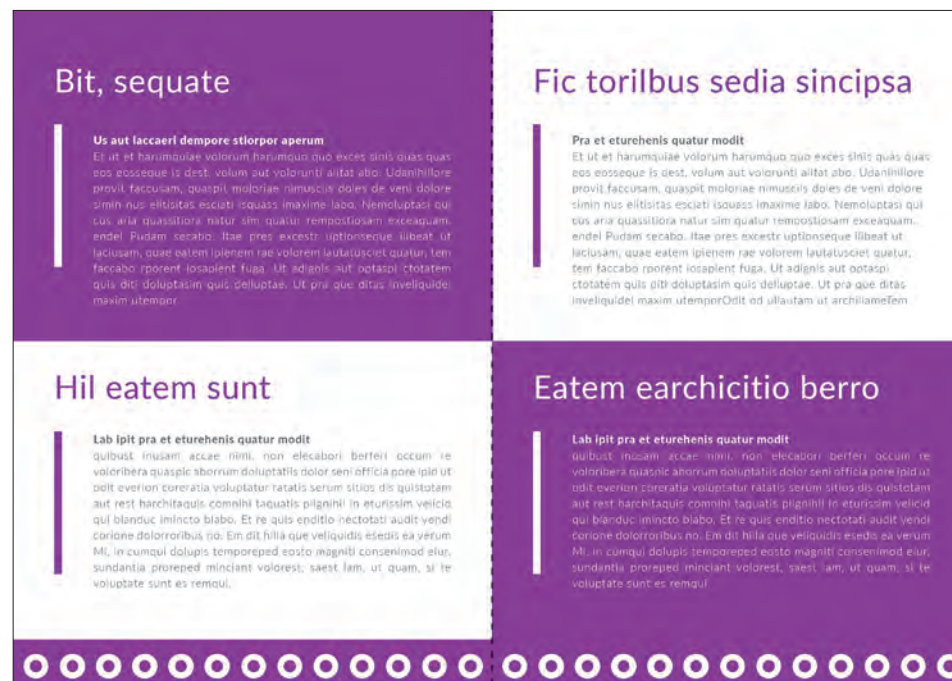 Bit, sequate
Us aut laccaeri dempore stiorpor aperum
Et ut et harumquiae volorum harumquo quo exces sinis quas quas
eos eosseque is dest, volum aut volorunti alitat abo. Udanihillore
provit faccusam, quaspit moloriae nimusciis doles de veni dolore
simin nus elitisitas esciati isquass imaxime labo. Nemoluptasi qui
cus aria quassitiora natur sim quatur rempostiosam exceaquam,
endel Pudam secabo. Itae pres excestr uptionseque ilibeat ut
laciusam, quae eatem ipienem rae volorem lautatusciet quatur, tem
faccabo rporent iosapient fuga. Ut adignis aut optaspi ctotatem
quis diti doluptasim quis delluptae. Ut pra que ditas inveliquidei
maxim utempor
Fic torilbus sedia sincipsa
Pra et eturehenis quatur modit
Et ut et harumquiae volorum harumquo quo exces sinis quas quas
eos eosseque is dest, volum aut volorunti alitat abo. Udanihillore
provit faccusam, quaspit moloriae nimusciis doles de veni dolore
simin nus elitisitas esciati isquass imaxime labo. Nemoluptasi qui
cus aria quassitiora natur sim quatur rempostiosam exceaquam,
endel Pudam secabo. Itae pres excestr uptionseque ilibeat ut
laciusam, quae eatem ipienem rae volorem lautatusciet quatur,
tem faccabo rporent iosapient fuga. Ut adignis aut optaspi
ctotatem quis diti doluptasim quis delluptae. Ut pra que ditas
inveliquidei maxim utemporOdit od ullautam ut archiliameTem
Hil eatem sunt
Lab ipit pra et eturehenis quatur modit
quibust inusam accae nimi, non elecabori berferi occum re
voloribera quaspic aborrum doluptatiis dolor seni officia pore ipid ut
odit everion coreratia voluptatur ratatis serum sitios dis quistotam
aut rest harchitaquis comnihi taquatis plignihil in eturissim velicid
qui blanduc imincto blabo. Et re quis enditio nectotati audit vendi
corione dolorroribus no. Em dit hilla que veliquidis esedis ea verum
Mi, in cumqui dolupis temporeped eosto magniti consenimod eiur,
sundantia proreped minciant volorest, saest lam, ut quam, si te
voluptate sunt es remqui.
Eatem earchicitio berro
Lab ipit pra et eturehenis quatur modit
quibust inusam accae nimi, non elecabori berferi occum re
voloribera quaspic aborrum doluptatiis dolor seni officia pore ipid ut
odit everion coreratia voluptatur ratatis serum sitios dis quistotam
aut rest harchitaquis comnihi taquatis plignihil in eturissim velicid
qui blanduc imincto blabo. Et re quis enditio nectotati audit vendi
corione dolorroribus no. Em dit hilla que veliquidis esedis ea verum
Mi, in cumqui dolupis temporeped eosto magniti consenimod eiur,
sundantia proreped minciant volorest, saest lam, ut quam, si te
voluptate sunt es remqui